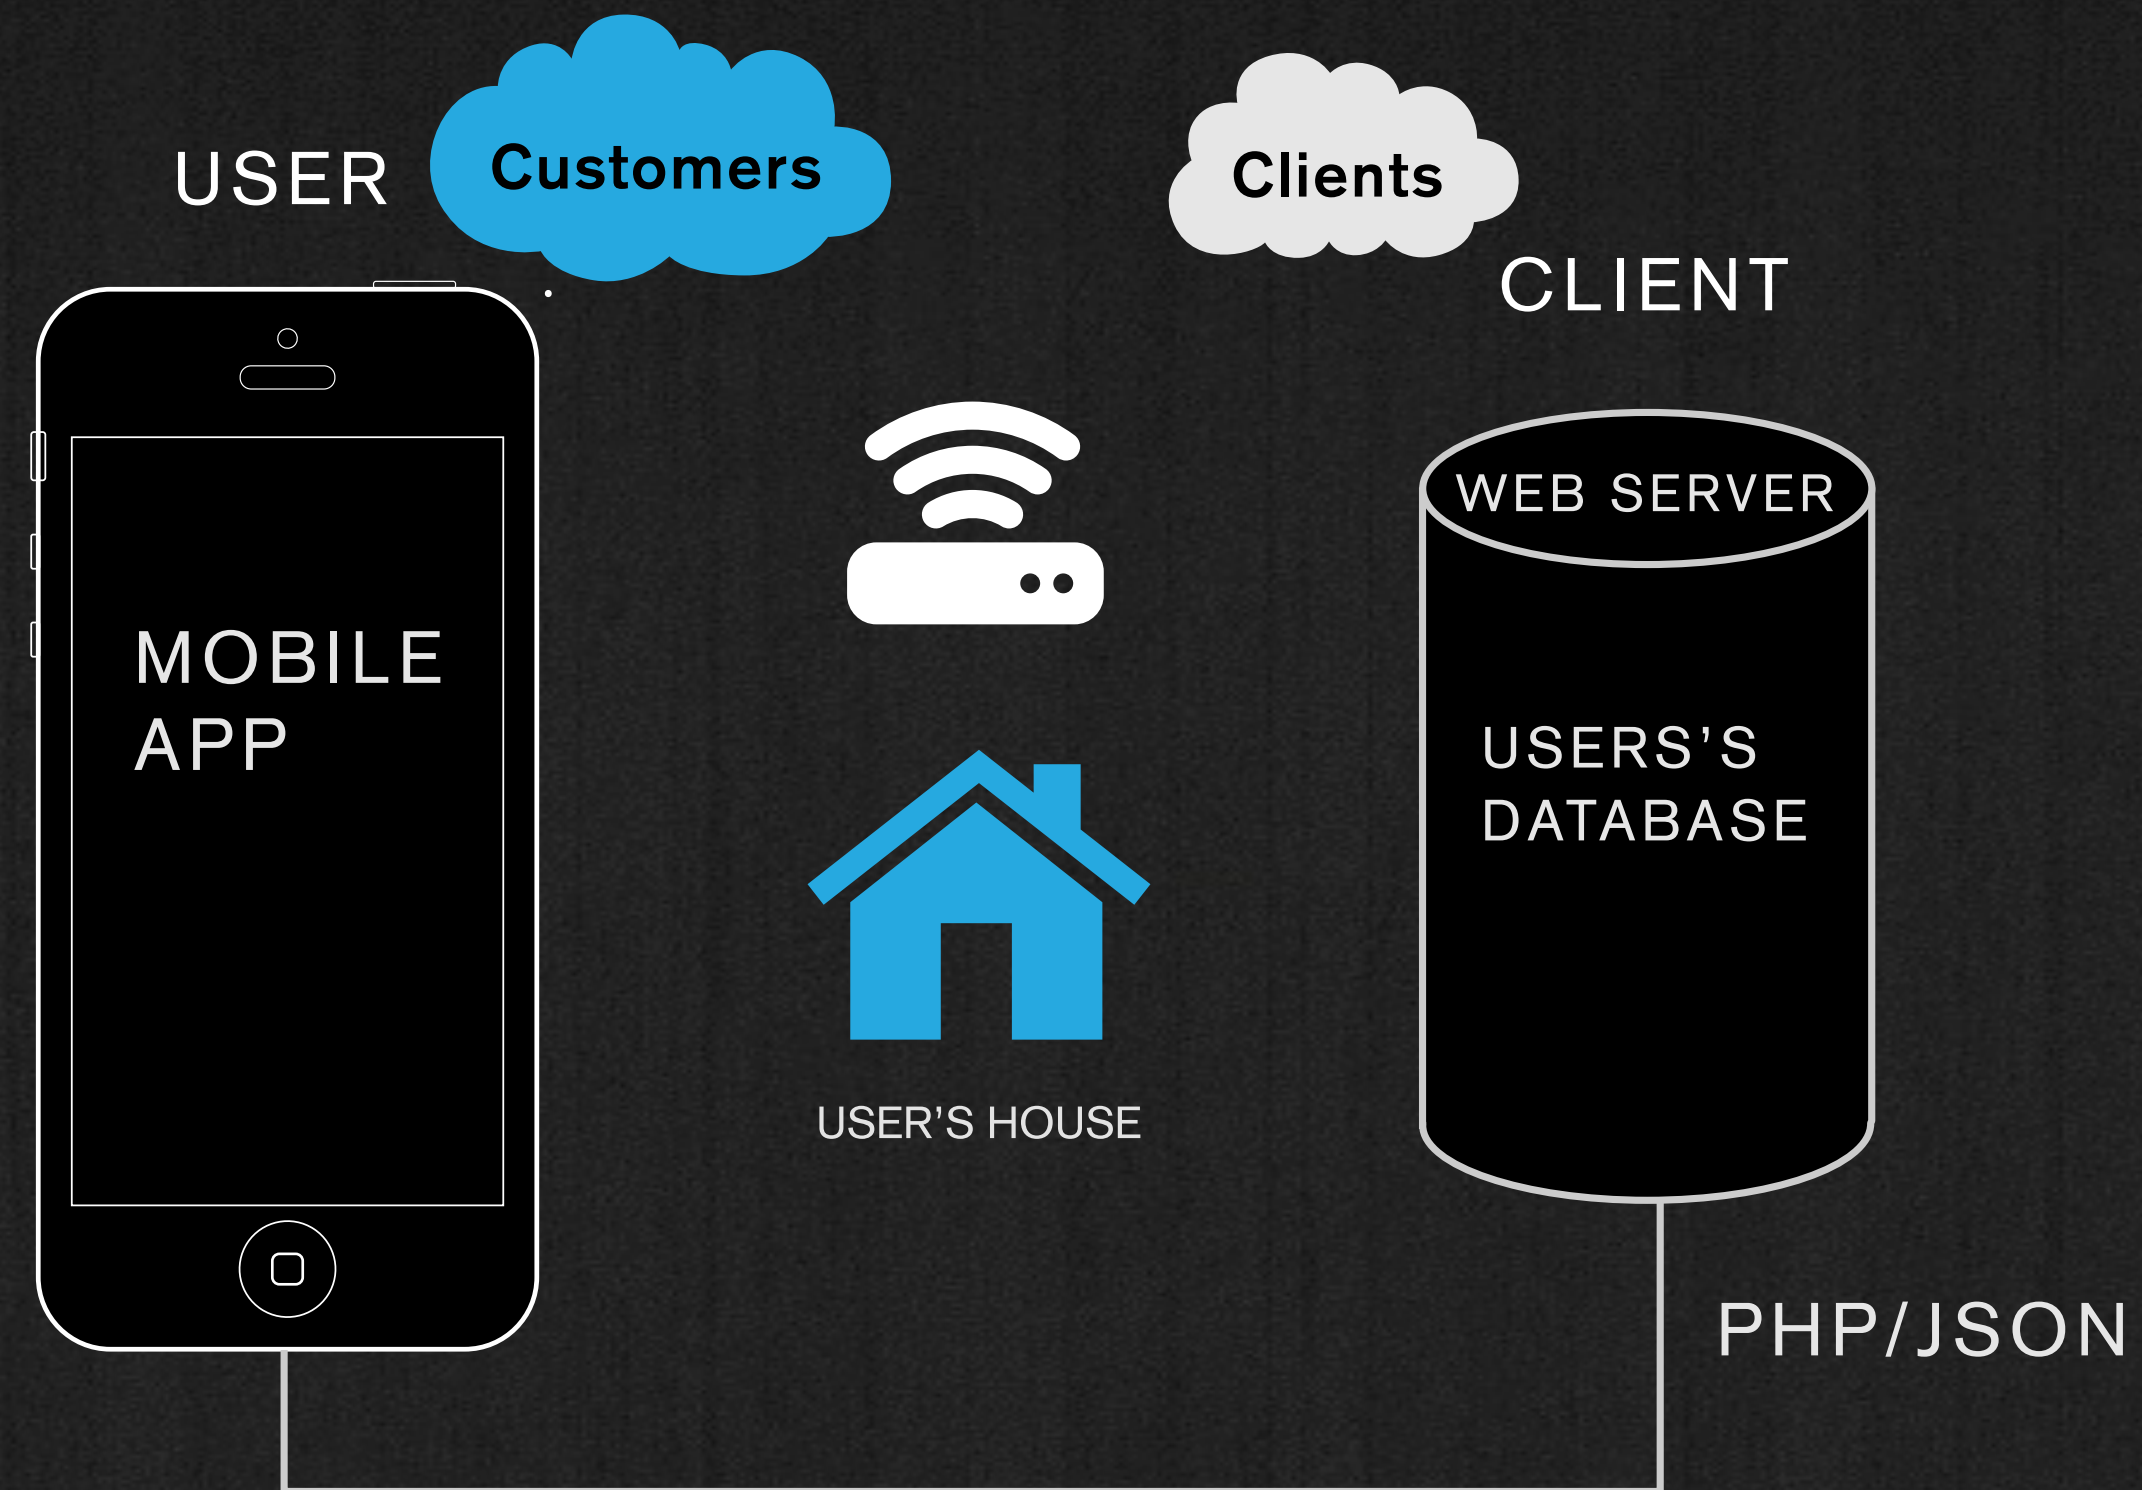 USER
Customers
Clients
CLIENT
WEB SERVER
MOBILE
APP
USERS'S
DATABASE
USER'S HOUSE
PHP/JSON